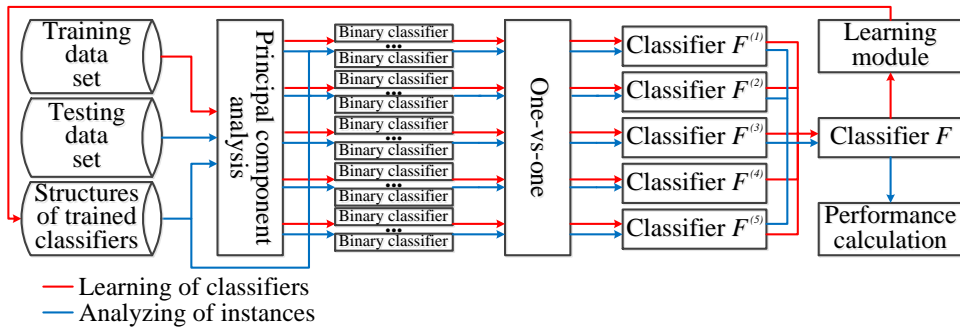 Training
data
set
Testing
data
set
Structures
of trained
classifiers
Principal component
analysis
Binary classifier
...
Binary classifier
Binary classifier
...
Binary classifier
Binary classifier
...
Binary classifier
Binary classifier
...
Binary classifier
Binary classifier
...
Binary classifier
One-vs-one
Classifier F(1)
Classifier F(2)
Classifier F(3)
Classifier F(4)
Classifier F(5)
Learning
module
Classifier F
Performance
calculation
Learning of classifiers
Analyzing of instances